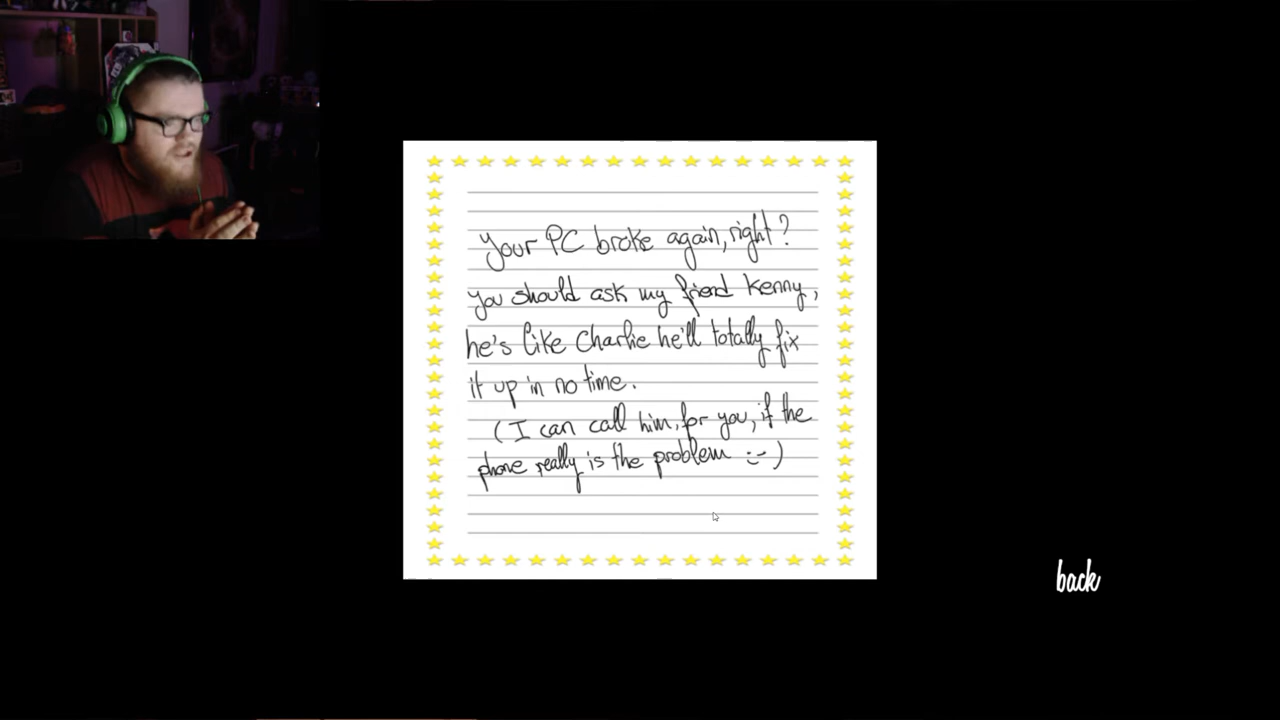 your PC broke again, right?
you should ask my friend Kenny,
he's like Charlie he'll totally fix
it up in no time.
(I can call him, for you, if the
phone really is the problem :-)
back